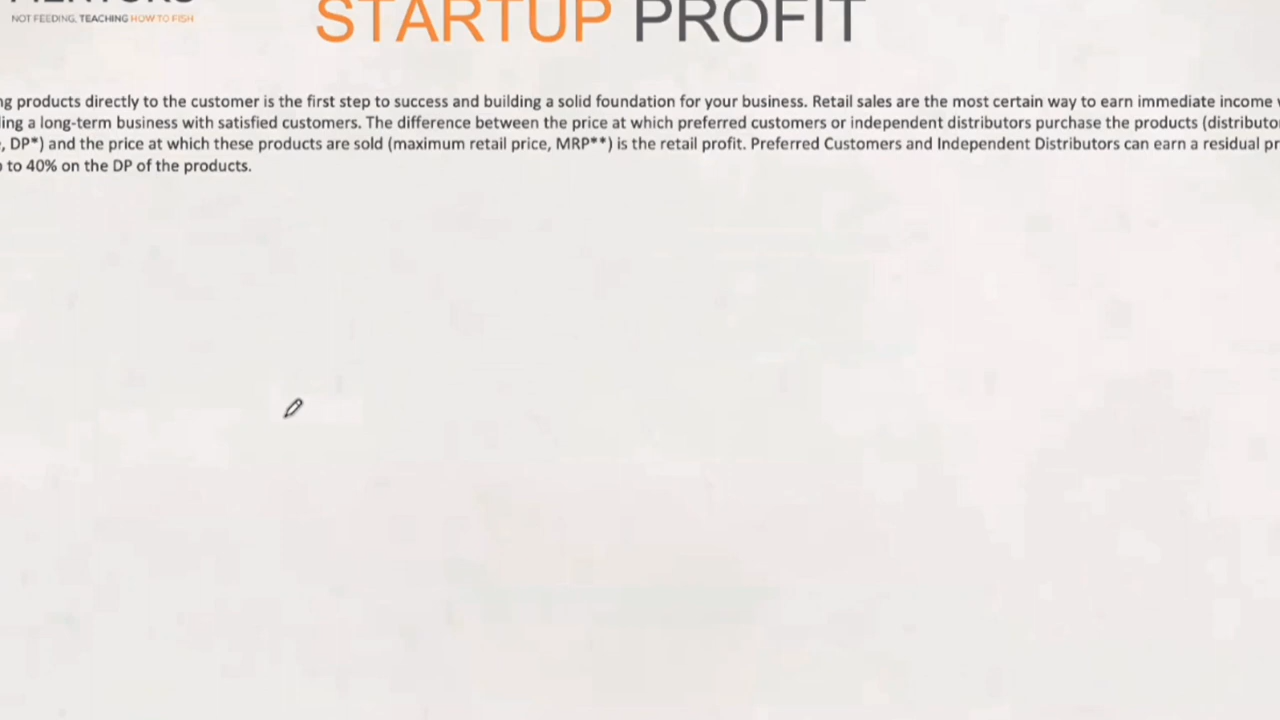 NOT FEEDING, TEACHING HOW TO FISH
STARTUP PROFIT
products directly to the customer is the first step to success and building a solid foundation for your business. Retail sales are the most certain way to earn immediate income
a long-term business with satisfied customers. The difference between the price at which preferred customers or independent distributors purchase the products
, DP*) and the price at which these products are sold (maximum retail price, MRP**) is the retail profit. Preferred Customers and Independent Distributors can earn a residual
to 40% on the DP of the products.